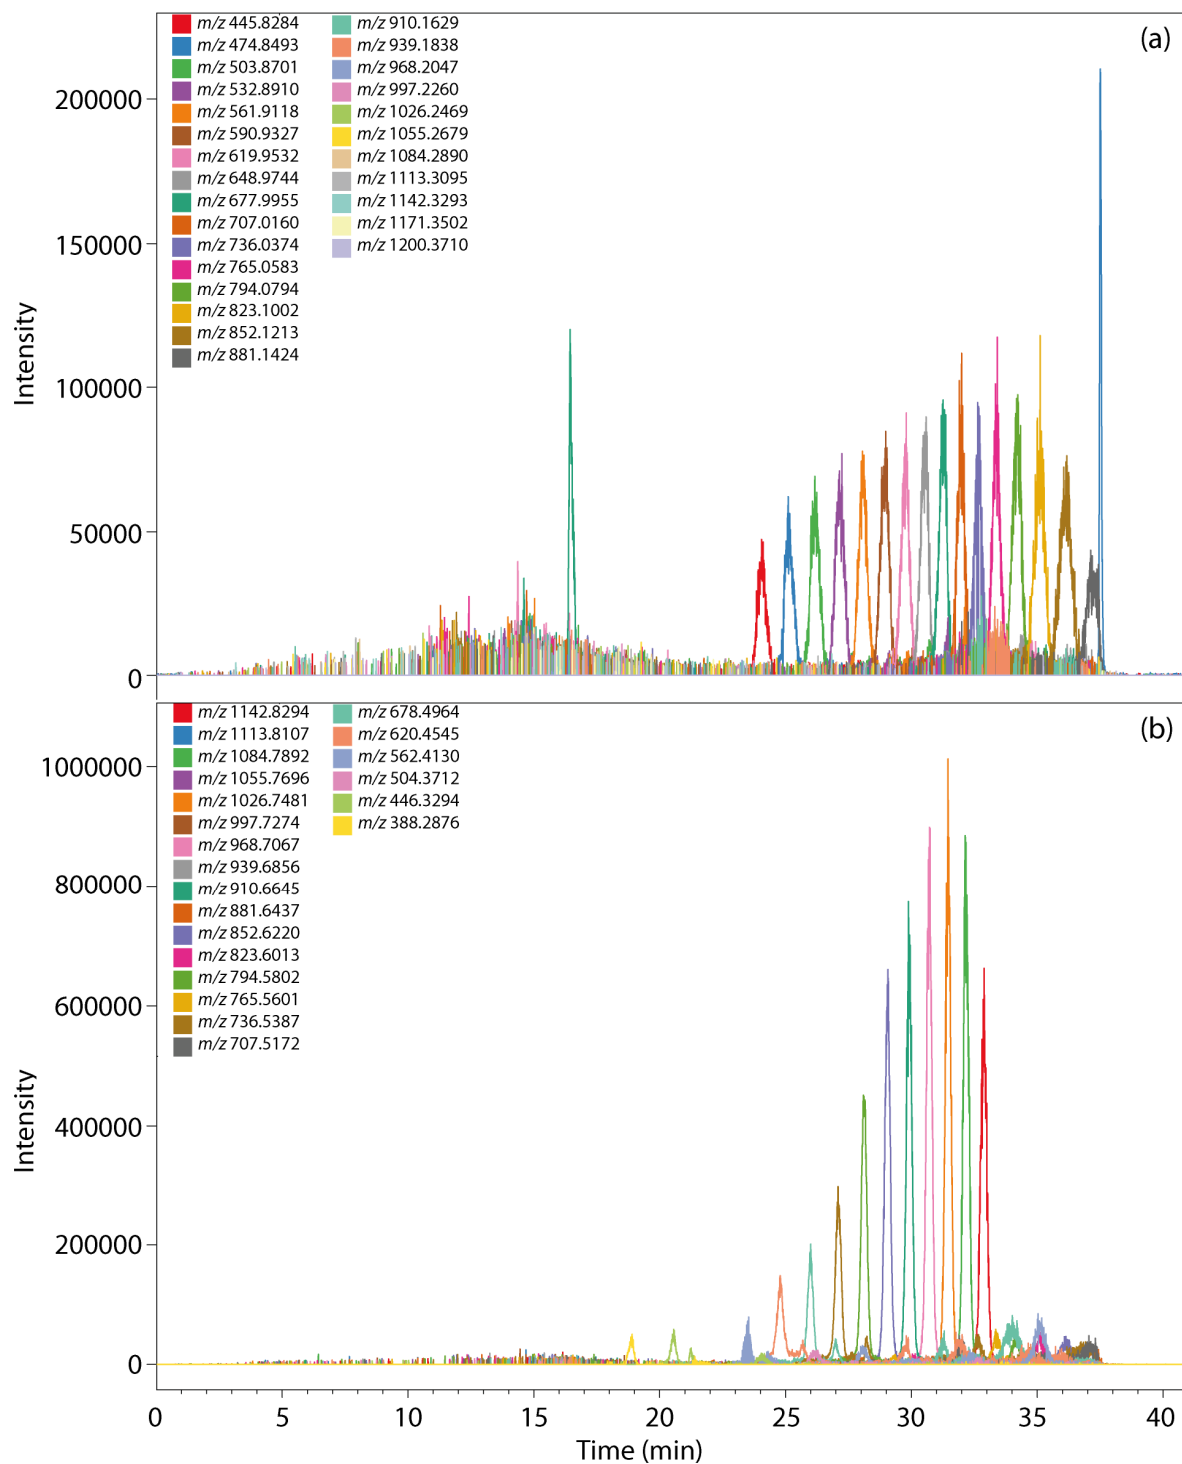 (a)
m/z 445.8284
m/z 474.8493
m/z 503.8701
m/z 532.8910
m/z 561.9118
m/z 590.9327
m/z 619.9532
m/z 648.9744
m/z 677.9955
m/z 707.0160
m/z 736.0374
m/z 765.0583
m/z 794.0794
m/z 823.1002
m/z 852.1213
m/z 881.1424
m/z 910.1629
m/z 939.1838
m/z 968.2047
m/z 997.2260
m/z 1026.2469
m/z 1055.2679
m/z 1084.2890
m/z 1113.3095
m/z 1142.3293
m/z 1171.3502
m/z 1200.3710
Intensity
200000
150000
100000
50000
0
(b)
m/z 1142.8294
m/z 1113.8107
m/z 1084.7892
m/z 1055.7696
m/z 1026.7481
m/z 997.7274
m/z 968.7067
m/z 939.6856
m/z 910.6645
m/z 881.6437
m/z 852.6220
m/z 823.6013
m/z 794.5802
m/z 765.5601
m/z 736.5387
m/z 707.5172
m/z 678.4964
m/z 620.4545
m/z 562.4130
m/z 504.3712
m/z 446.3294
m/z 388.2876
Intensity
1000000
800000
600000
400000
200000
0
0 5 10 15 20 25 30 35 40
Time (min)